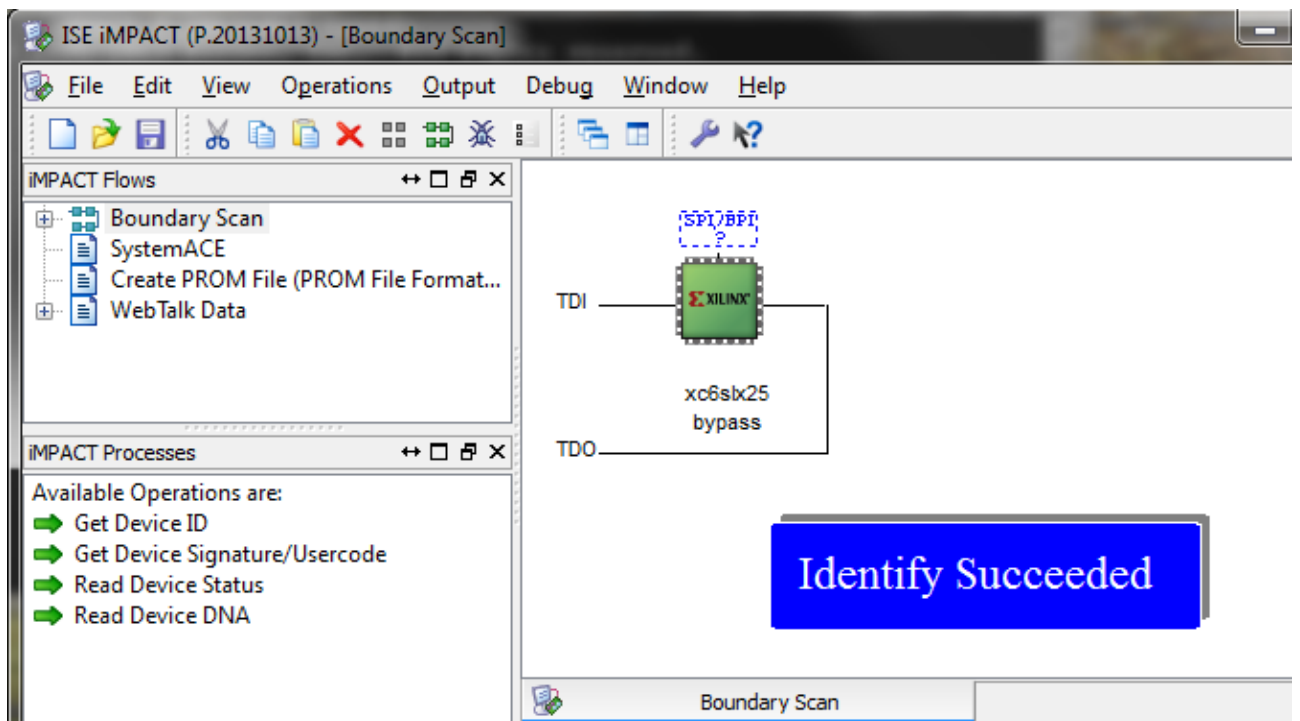 ISE iMPACT (P.20131013) - [Boundary Scan]
File Edit View Operations Output Debug Window Help
iMPACT Flows
Boundary Scan
SystemACE
Create PROM File (PROM File Format...
WebTalk Data
iMPACT Processes
Available Operations are:
Get Device ID
Get Device Signature/Usercode
Read Device Status
Read Device DNA
SPI/BPI
?
TDI
XILINX
xc6slx25
bypass
TDO
Identify Succeeded
Boundary Scan